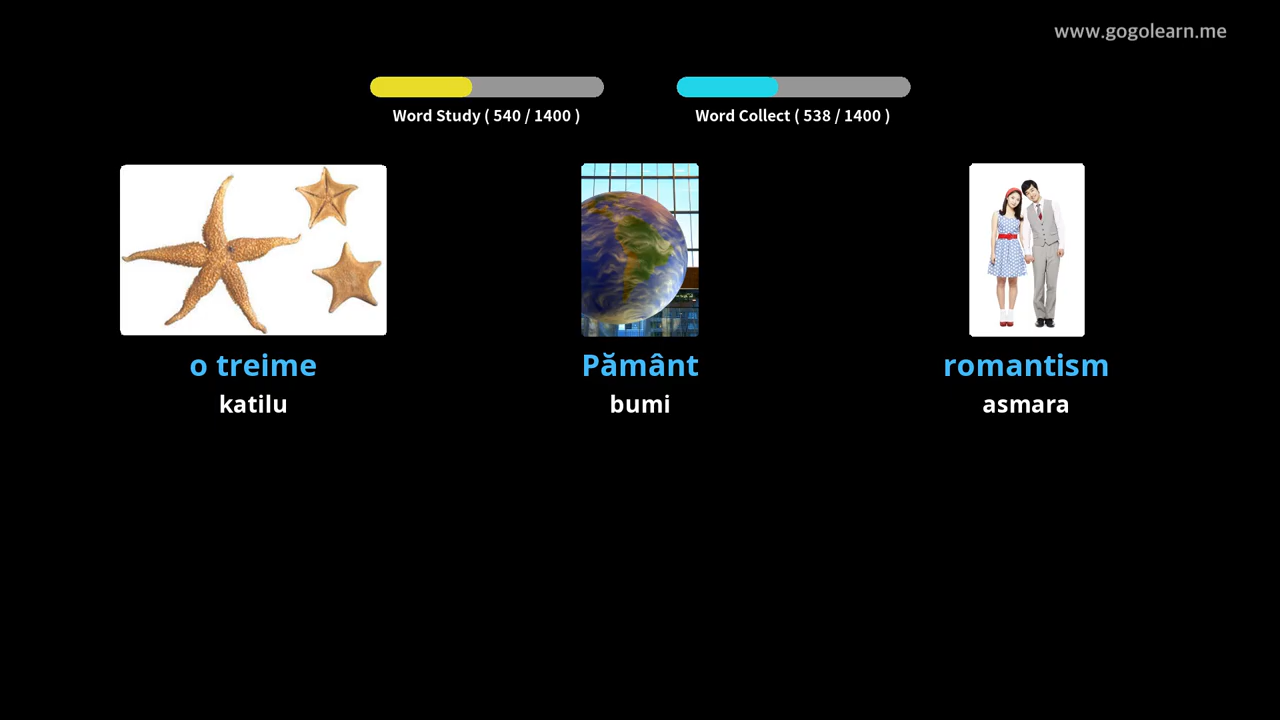 www.gogolearn.me
Word Study ( 540 / 1400 )
Word Collect ( 538 / 1400 )
o treime
Pământ
romantism
katilu
bumi
asmara